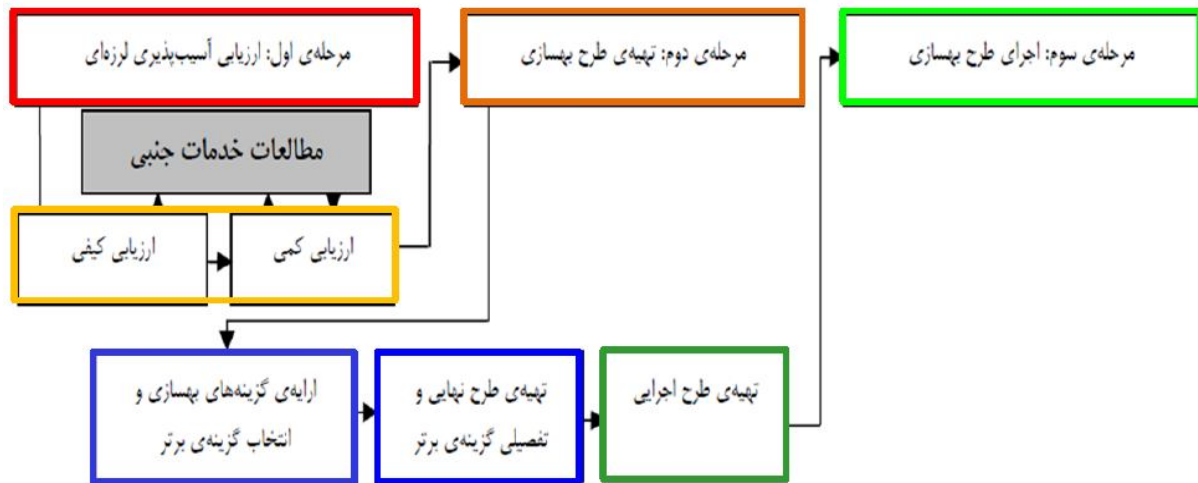 مرحله‌ی اول: ارزیابی آسیب‌پذیری لرزه‌ای
مرحله‌ی دوم: تهیه‌ی طرح بهسازی
مرحله‌ی سوم: اجرای طرح بهسازی
مطالعات خدمات جنبی
ارزیابی کیفی
ارزیابی کمی
ارایه‌ی گزینه‌های بهسازی و
انتخاب گزینه‌ی برتر
تهیه‌ی طرح نهایی و
تفصیلی گزینه‌ی برتر
تهیه‌ی طرح اجرایی